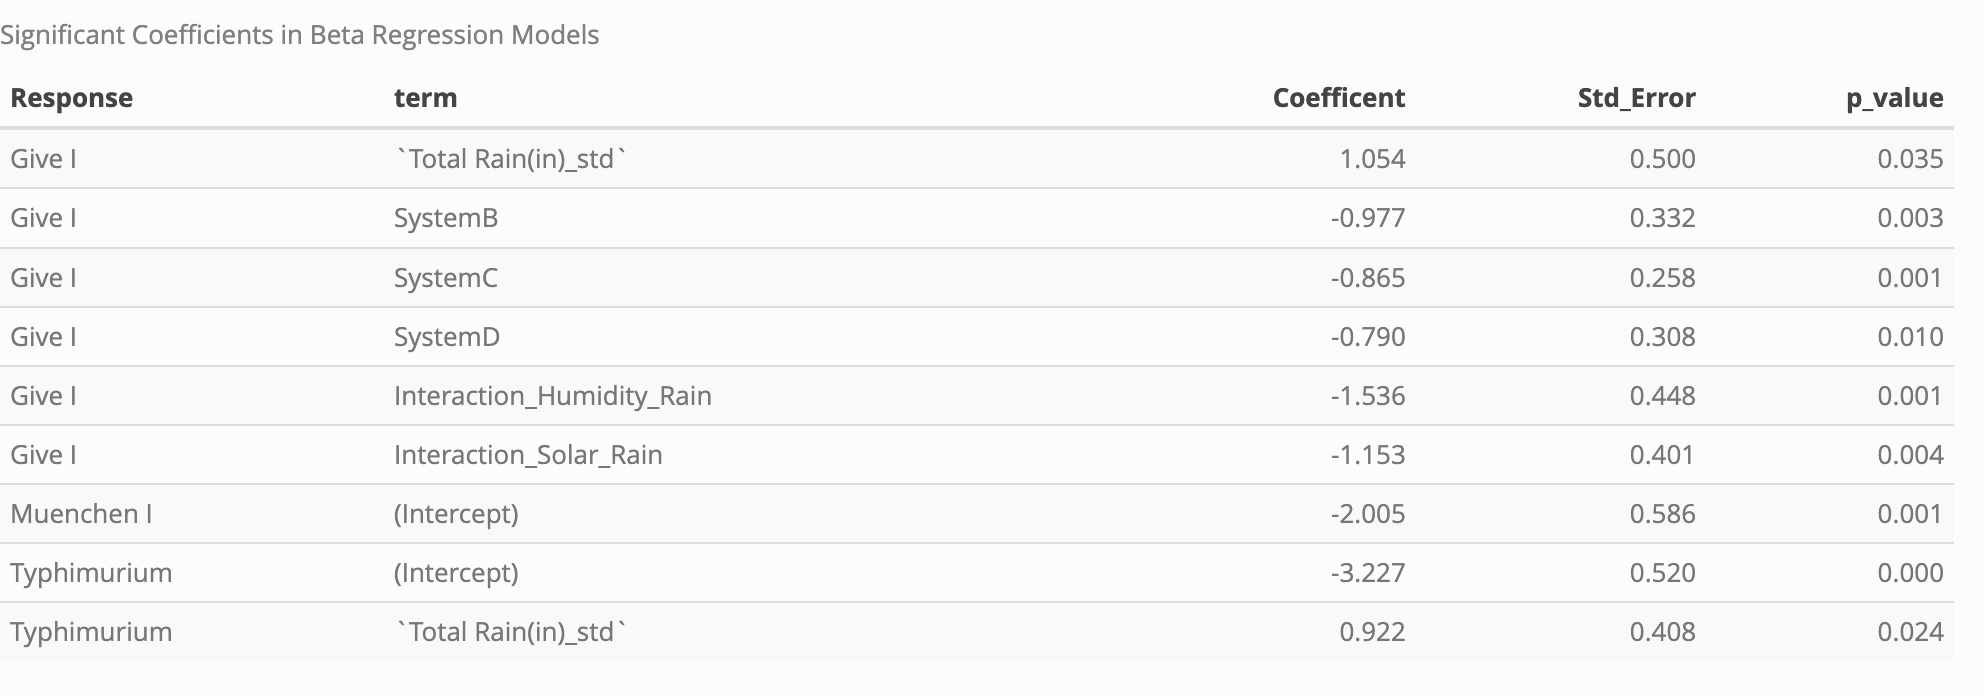 Significant Coefficients in Beta Regression Models
Response term Coefficent Std_Error p_value
Give I `Total Rain(in)_std` 1.054 0.500 0.035
Give I SystemB -0.977 0.332 0.003
Give I SystemC -0.865 0.258 0.001
Give I SystemD -0.790 0.308 0.010
Give I Interaction_Humidity_Rain -1.536 0.448 0.001
Give I Interaction_Solar_Rain -1.153 0.401 0.004
Muenchen I (Intercept) -2.005 0.586 0.001
Typhimurium (Intercept) -3.227 0.520 0.000
Typhimurium `Total Rain(in)_std` 0.922 0.408 0.024